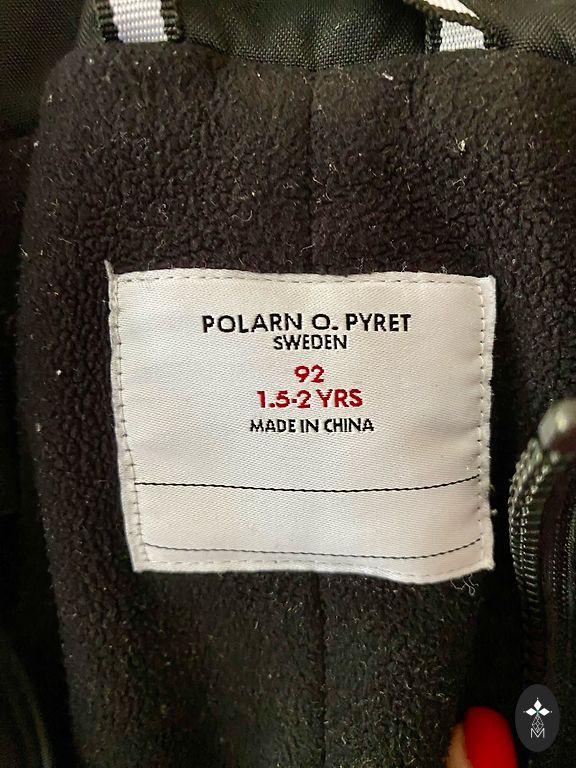 POLARN O. PYRET
SWEDEN
92
1.5-2 YRS
MADE IN CHINA
M